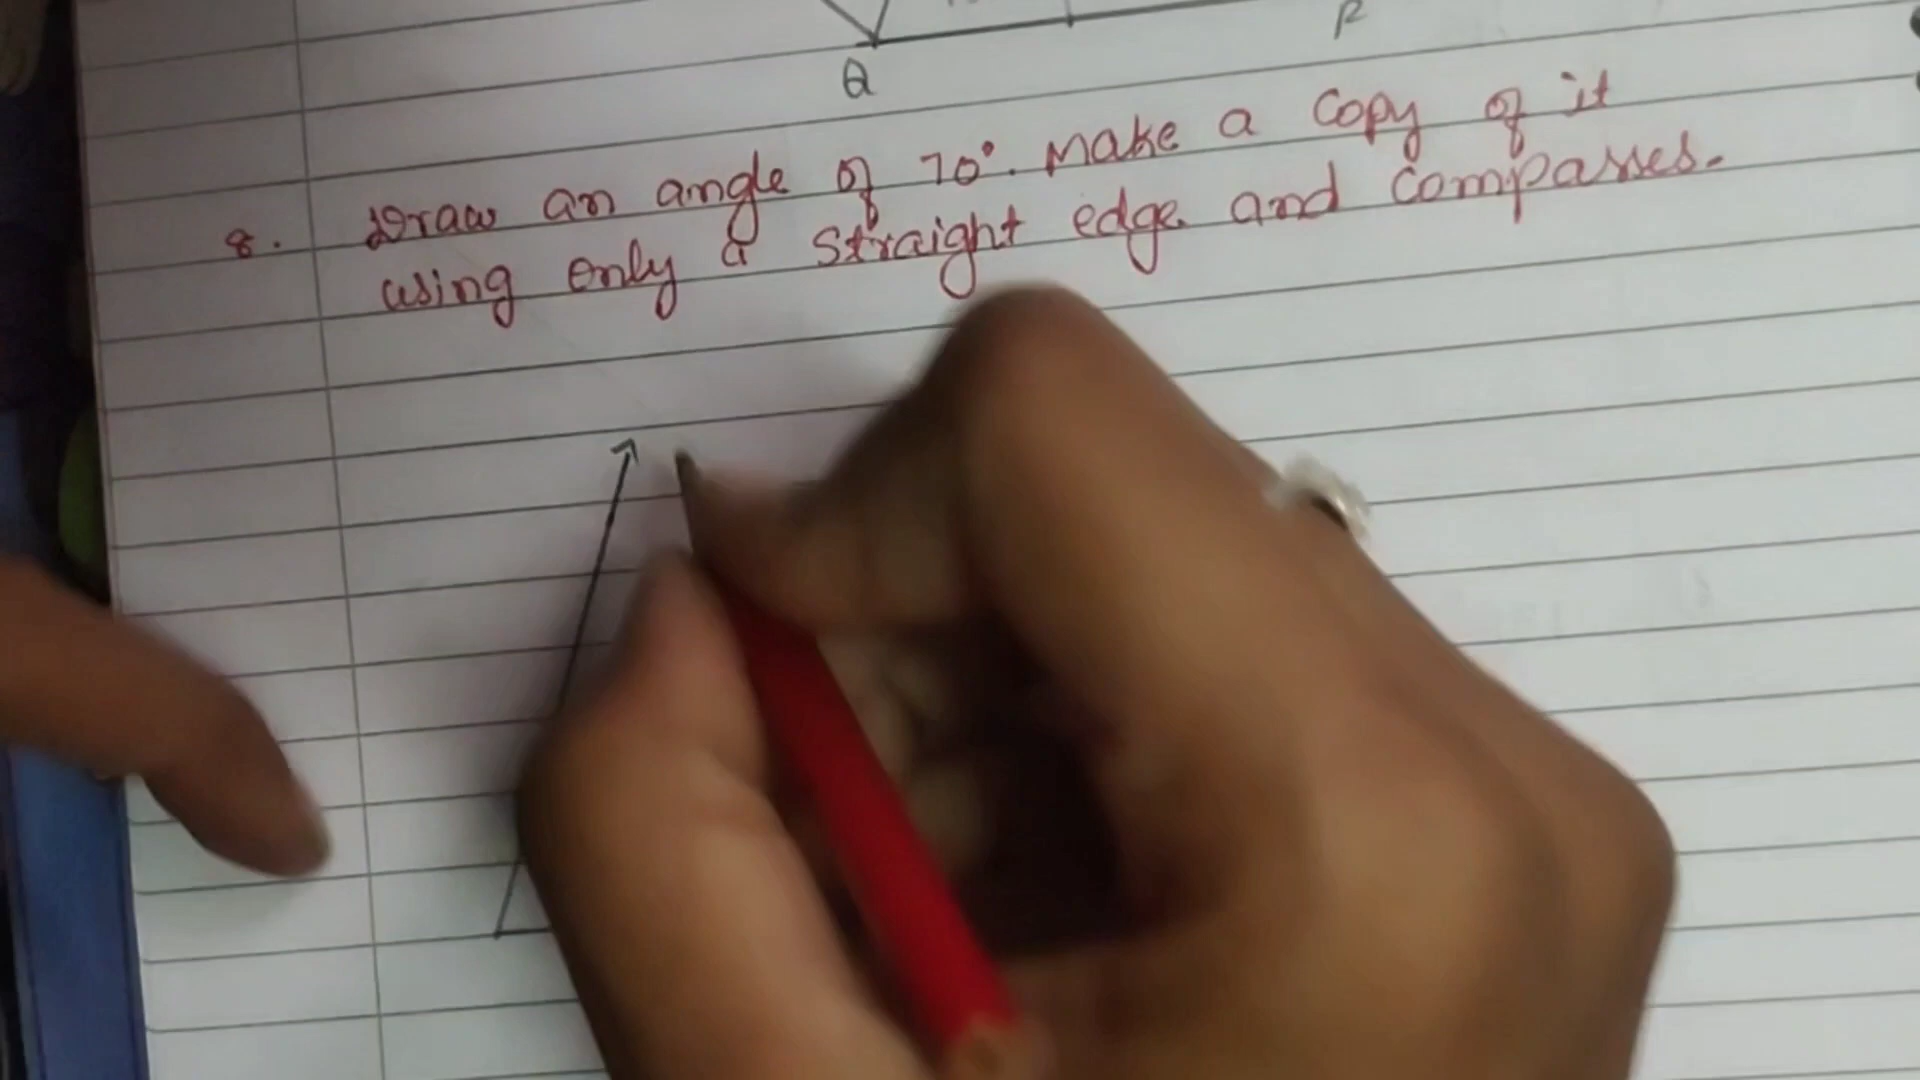 P
Q
8. Draw an angle of 70°. Make a copy of it
using only a straight edge and compasses.